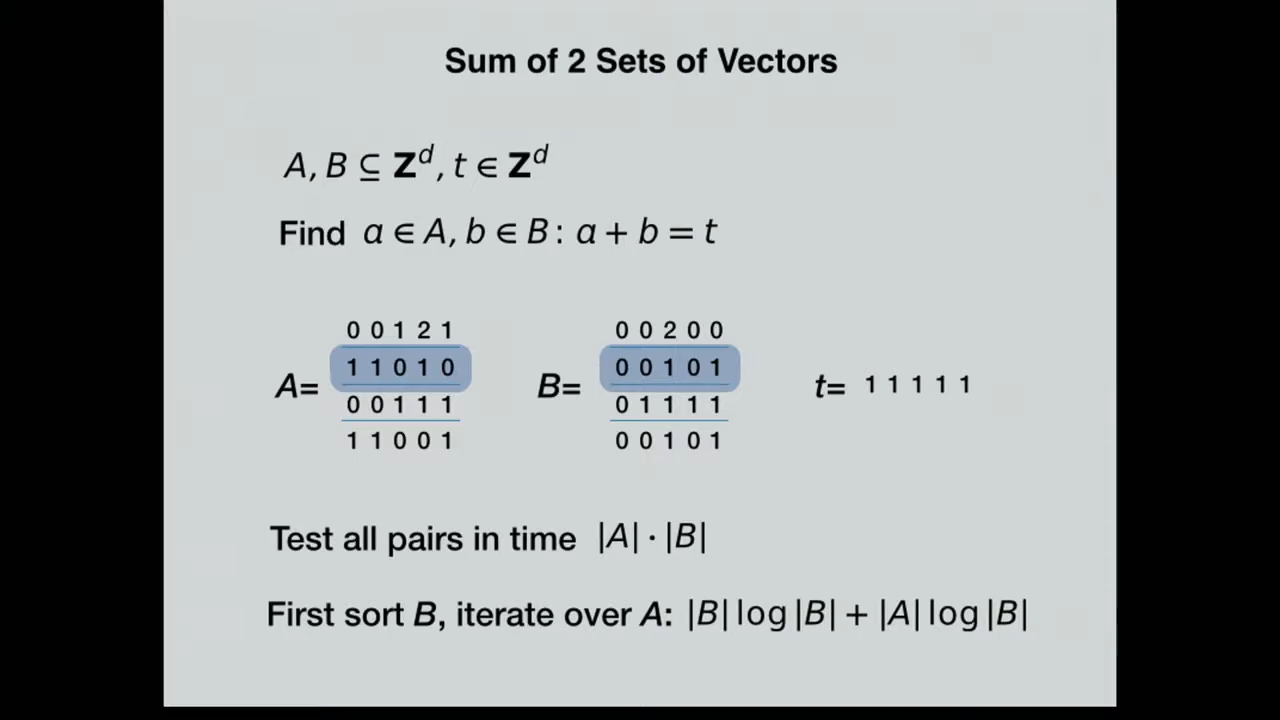 Sum of 2 Sets of Vectors
A, B ⊆ Z^d, t ∈ Z^d
Find a ∈ A, b ∈ B: a + b = t
A=
0 0 1 2 1
1 1 0 1 0
0 0 1 1 1
1 1 0 0 1
B=
0 0 2 0 0
0 0 1 0 1
0 1 1 1 1
0 0 1 0 1
t= 1 1 1 1 1
Test all pairs in time |A| · |B|
First sort B, iterate over A: |B| log |B| + |A| log |B|